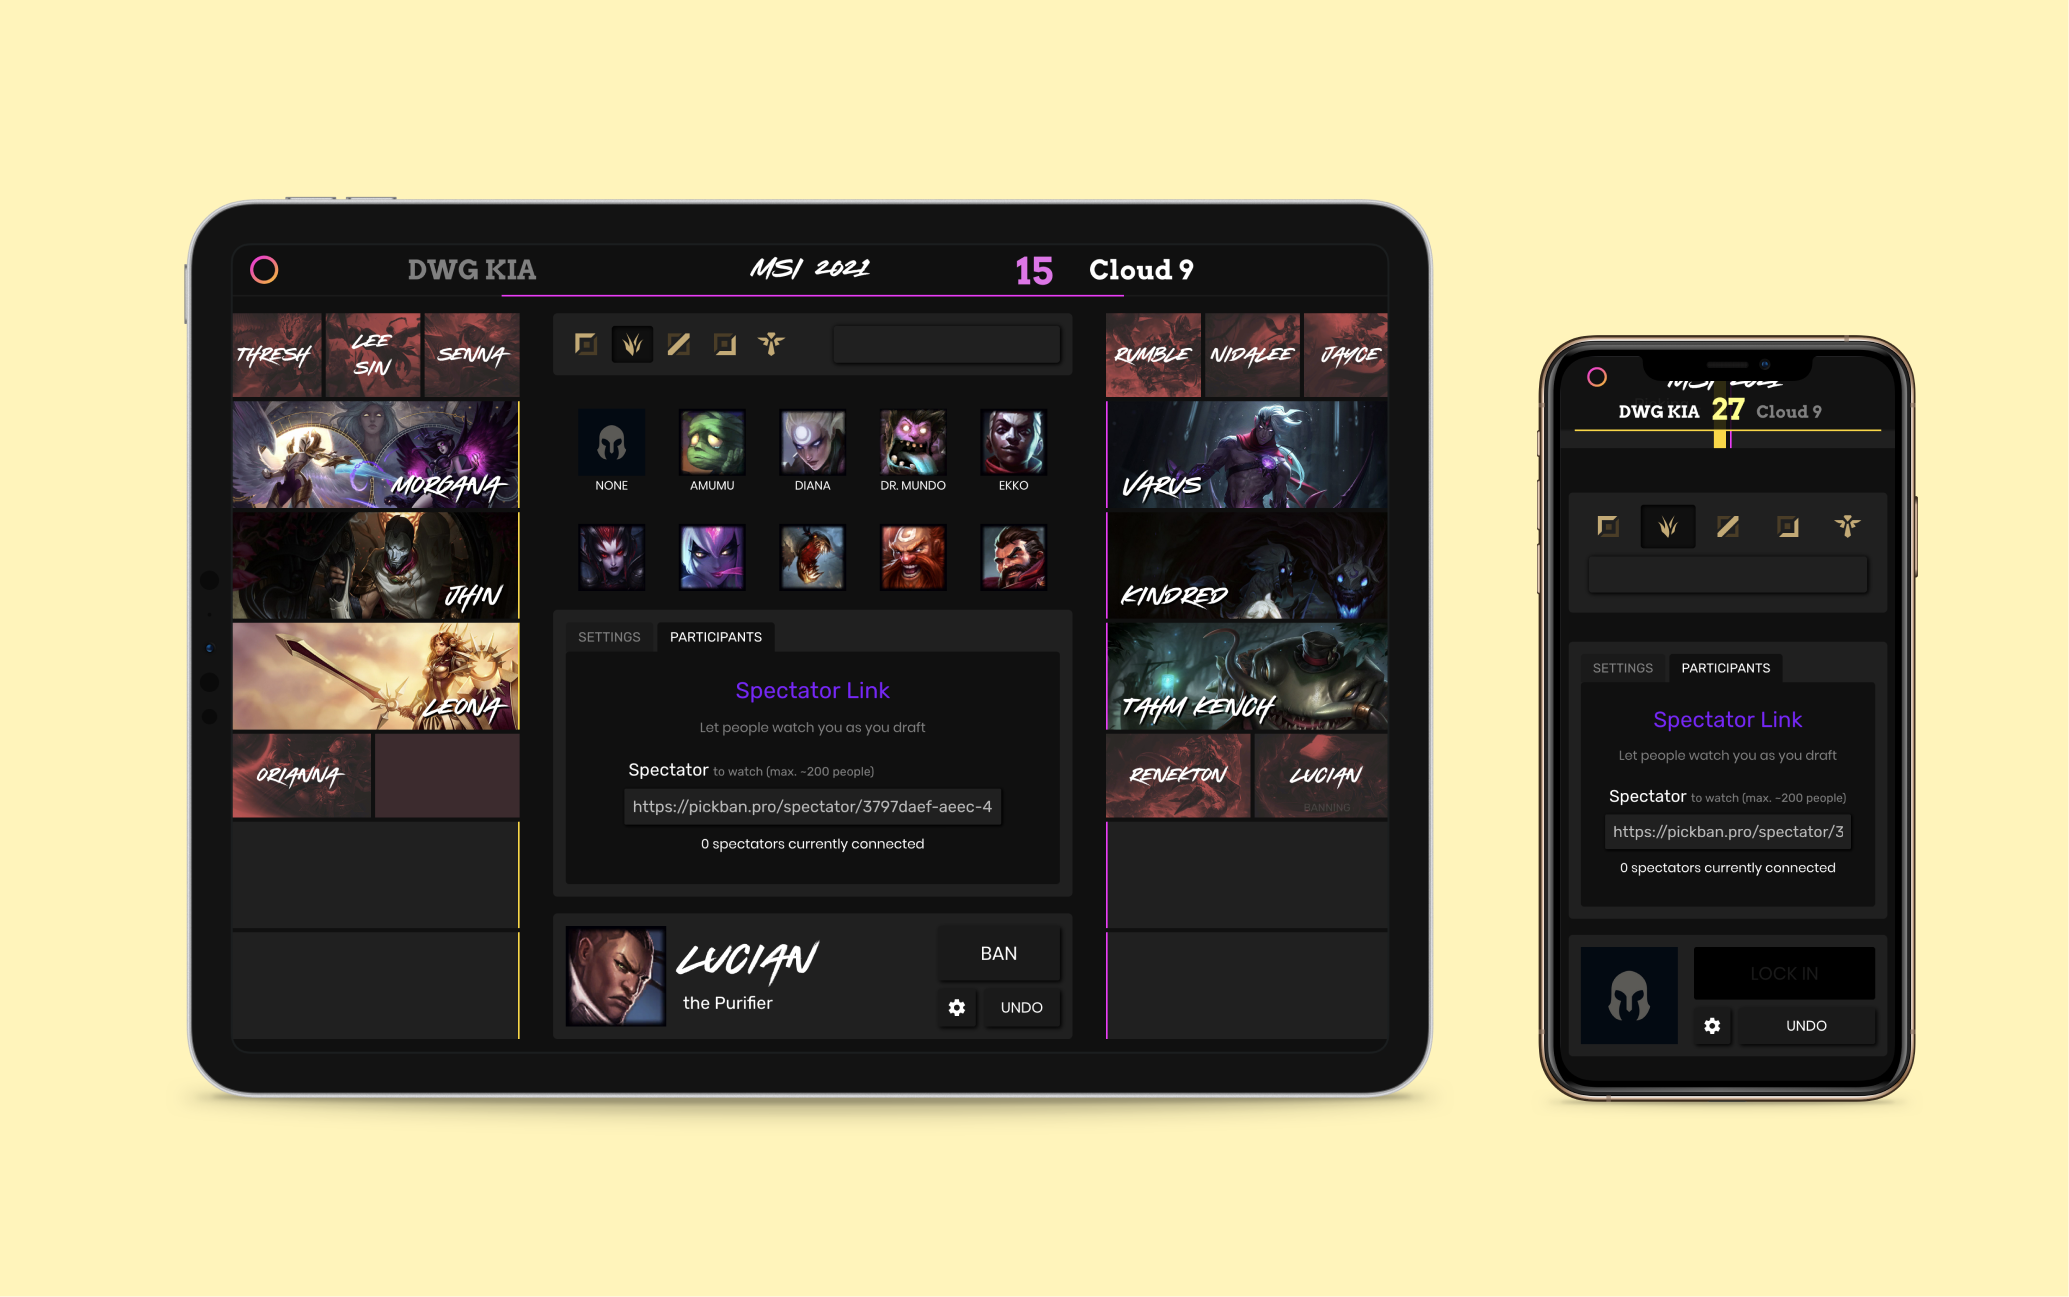 DWG KIA
MSI 2021
15
Cloud 9
THRESH
LEE
SIN
SENNA
MORGANA
JHIN
LEONA
ORIANNA
NONE
AMUMU
DIANA
DR. MUNDO
EKKO
SETTINGS
PARTICIPANTS
Spectator Link
Let people watch you as you draft
Spectator to watch (max. ~200 people)
https://pickban.pro/spectator/3797daef-aeec-4
0 spectators currently connected
LUCIAN
the Purifier
BAN
UNDO
RUMBLE
NIDALEE
JAYCE
VARUS
KINDRED
TAHM KENCH
RENEKTON
LUCIAN
BANNING
MSI 2021
DWG KIA
27
Cloud 9
SETTINGS
PARTICIPANTS
Spectator Link
Let people watch you as you draft
Spectator to watch (max. ~200 people)
https://pickban.pro/spectator/3
0 spectators currently connected
LOCK IN
UNDO